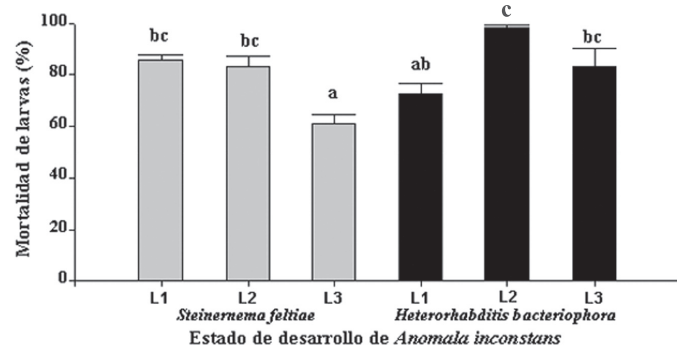 Mortalidad de larvas (%)
100
80
60
40
20
0
bc
bc
a
ab
c
bc
L1
L2
L3
L1
L2
L3
Steinernema feltiae
Heterorhabditis bacteriophora
Estado de desarrollo de Anomala inconstans